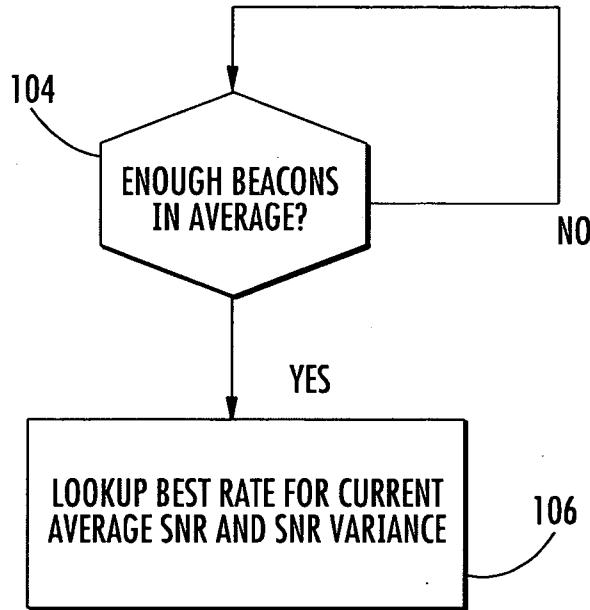 104
ENOUGH BEACONS
IN AVERAGE?
NO
YES
LOOKUP BEST RATE FOR CURRENT
AVERAGE SNR AND SNR VARIANCE
106